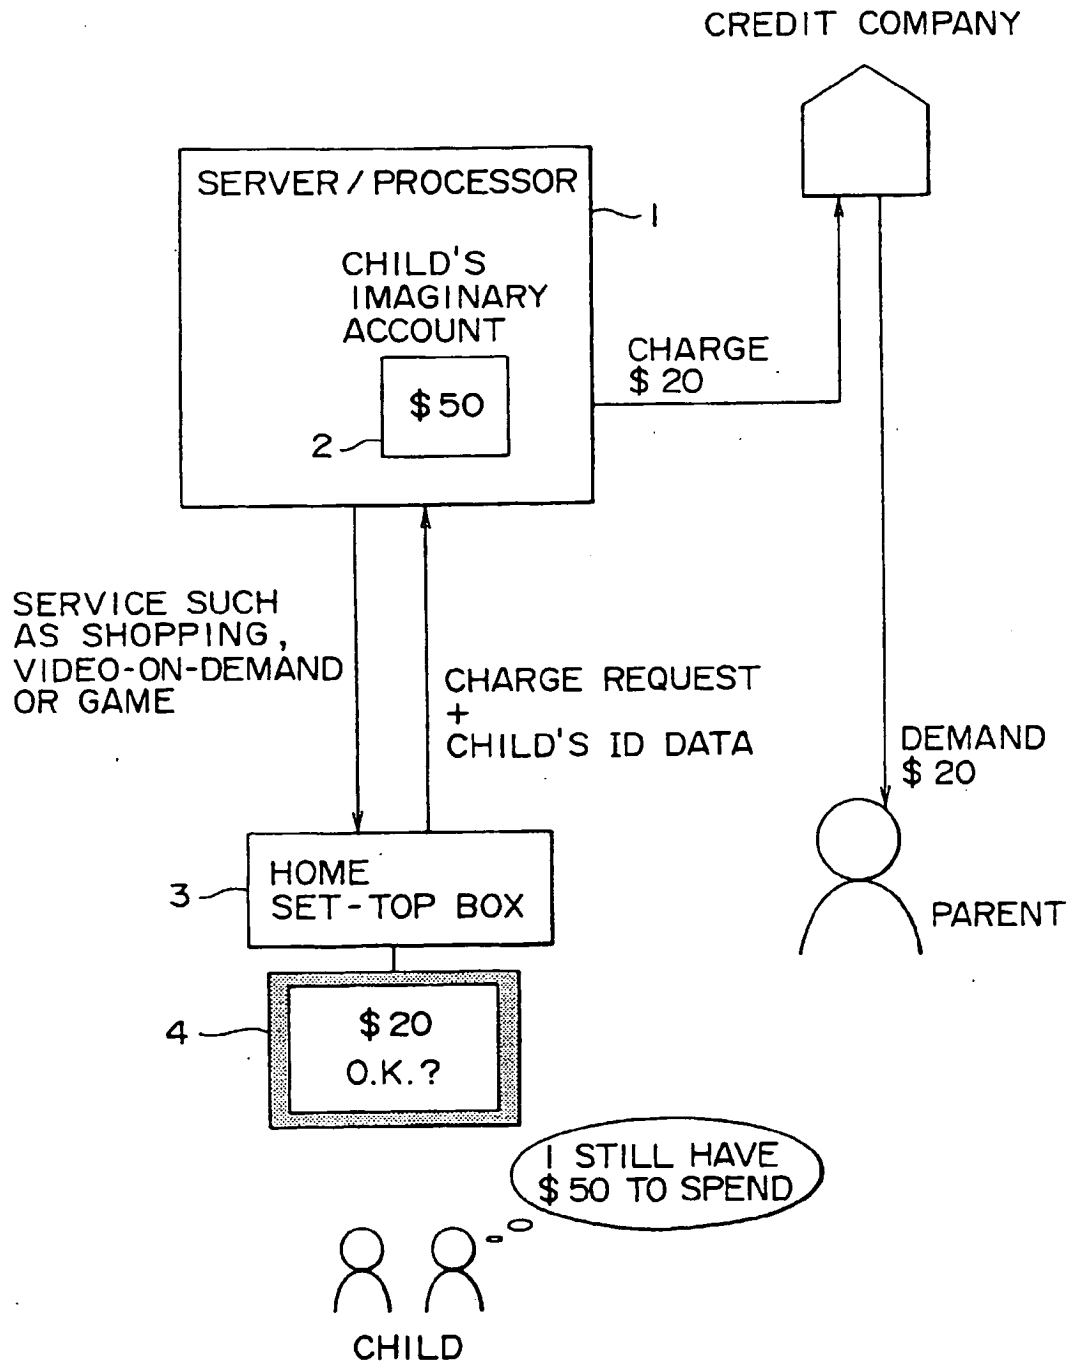 CREDIT COMPANY
SERVER / PROCESSOR
1
CHILD'S
IMAGINARY
ACCOUNT
$ 50
2
CHARGE
$ 20
SERVICE SUCH
AS SHOPPING,
VIDEO-ON-DEMAND
OR GAME
CHARGE REQUEST
+
CHILD'S ID DATA
DEMAND
$ 20
PARENT
3
HOME
SET-TOP BOX
4
$ 20
O.K.?
I STILL HAVE
$ 50 TO SPEND
CHILD